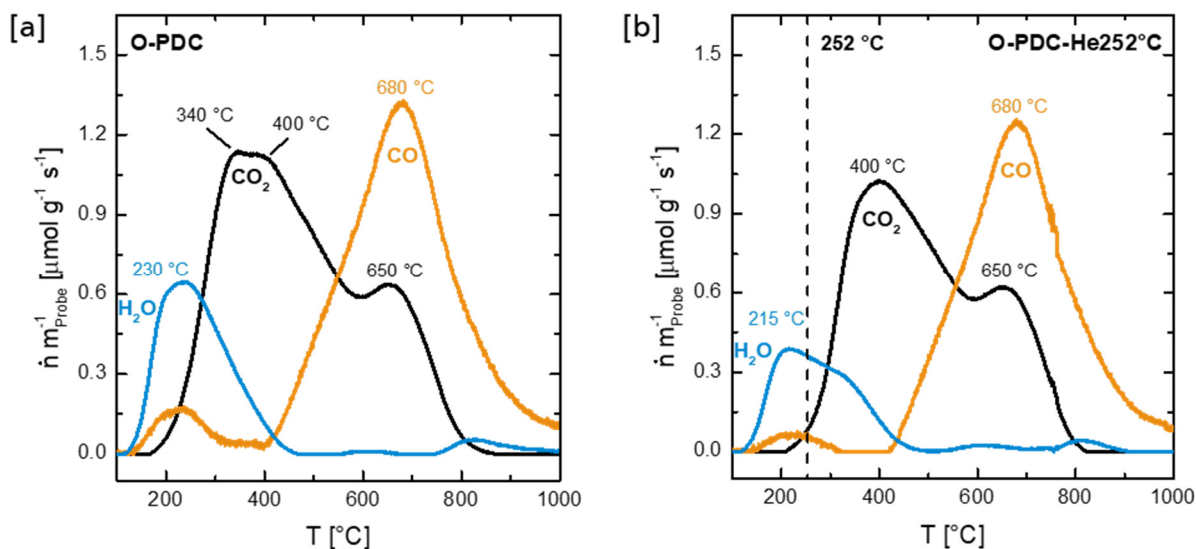 [a]
O-PDC
1.5
1.2
0.9
0.6
0.3
0.0
ṅ m⁻¹Probe [µmol g⁻¹ s⁻¹]
680 °C
340 °C
400 °C
CO₂
CO
650 °C
230 °C
H₂O
200
400
600
800
1000
T [°C]
[b]
252 °C
O-PDC-He252°C
1.5
1.2
0.9
0.6
0.3
0.0
ṅ m⁻¹Probe [µmol g⁻¹ s⁻¹]
680 °C
400 °C
CO
CO₂
650 °C
215 °C
H₂O
200
400
600
800
1000
T [°C]